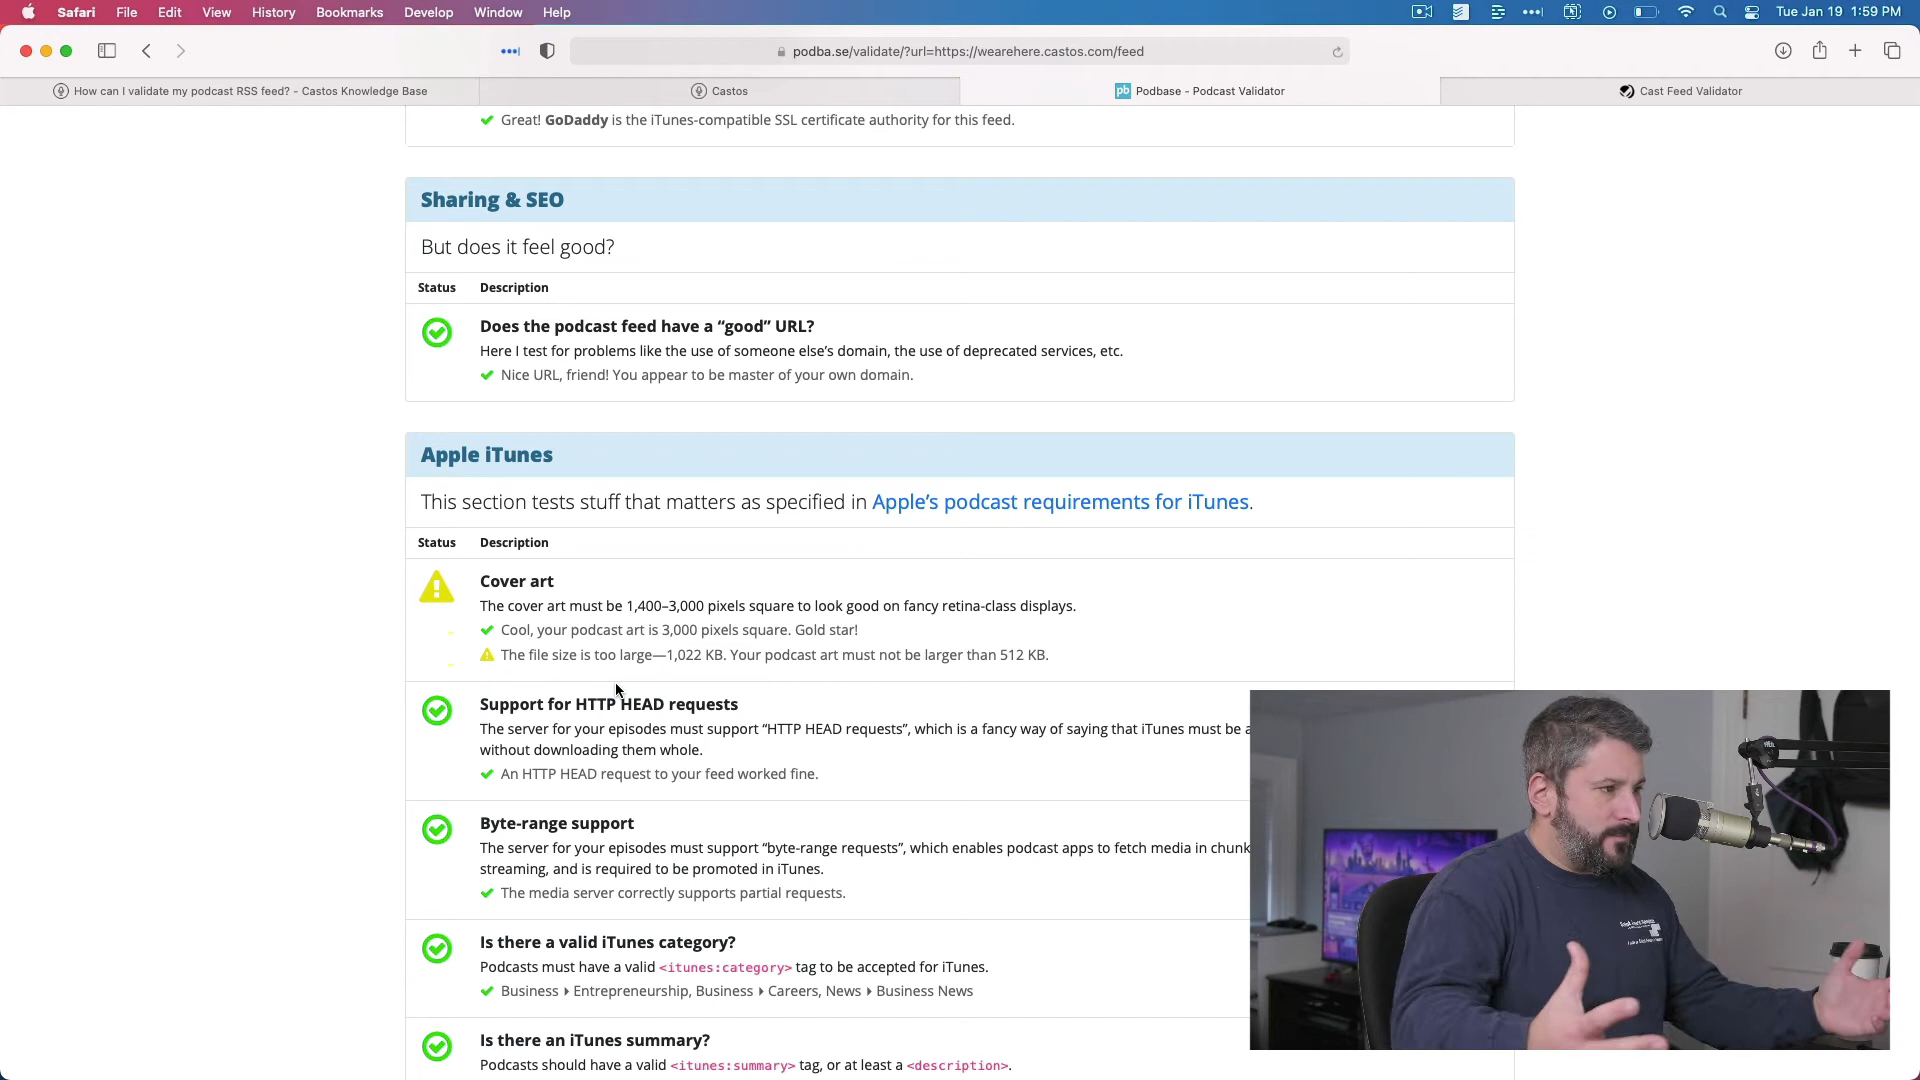 Safari File Edit View History Bookmarks Develop Window Help Tue Jan 19 1:59 PM
podba.se/validate/?url=https://wearehere.castos.com/feed
How can I validate my podcast RSS feed? - Castos Knowledge Base
Castos
pb Podbase - Podcast Validator
Cast Feed Validator
Great! GoDaddy is the iTunes-compatible SSL certificate authority for this feed.
Sharing & SEO
But does it feel good?
Status Description
Does the podcast feed have a “good” URL?
Here I test for problems like the use of someone else’s domain, the use of deprecated services, etc.
Nice URL, friend! You appear to be master of your own domain.
Apple iTunes
This section tests stuff that matters as specified in Apple’s podcast requirements for iTunes.
Status Description
Cover art
The cover art must be 1,400–3,000 pixels square to look good on fancy retina-class displays.
Cool, your podcast art is 3,000 pixels square. Gold star!
The file size is too large—1,022 KB. Your podcast art must not be larger than 512 KB.
Support for HTTP HEAD requests
The server for your episodes must support “HTTP HEAD requests”, which is a fancy way of saying that iTunes must be a
without downloading them whole.
An HTTP HEAD request to your feed worked fine.
Byte-range support
The server for your episodes must support “byte-range requests”, which enables podcast apps to fetch media in chunk
streaming, and is required to be promoted in iTunes.
The media server correctly supports partial requests.
Is there a valid iTunes category?
Podcasts must have a valid <itunes:category> tag to be accepted for iTunes.
Business ▸ Entrepreneurship, Business ▸ Careers, News ▸ Business News
Is there an iTunes summary?
Podcasts should have a valid <itunes:summary> tag, or at least a <description>.